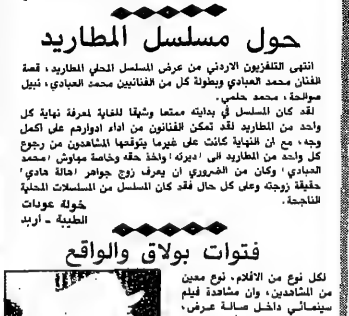 حول مسلسل المطاريد
انتهى التلفزيون الاردني من عرض المسلسل المحلي المطاريد، قصة
الفنان محمد العبادي وبطولة كل من الفنانيين محمد العبادي، نبيل
صوالحة، محمد حلمي.
لقد كان المسلسل في بدايته ممتعا وشيقا للغاية لمعرفة نهاية كل
واحد من المطاريد لقد تمكن الفنانون من اداء ادوارهم على اكمل
وجه، مع ان النهاية كانت على غيرما يتوقعها المشاهدون من رجوع
كل واحد من المطاريد الى «ديرته» واخذ حقه وخاصة مهاوش «محمد
العبادي» وكان من الضروري ان يعرف زوج جواهر «هالة هادي»
حقيقة زوجته وعلى كل حال فقد كان المسلسل من المسلسلات المحلية
الناجحة.
خولة عودات
الطيبة - اربد
فتوات بولاق والواقع
لكل نوع من الافلام، نوع معين
من المشاهدين، وان مشاهدة فيلم
سينمائي داخل صالة عرض،